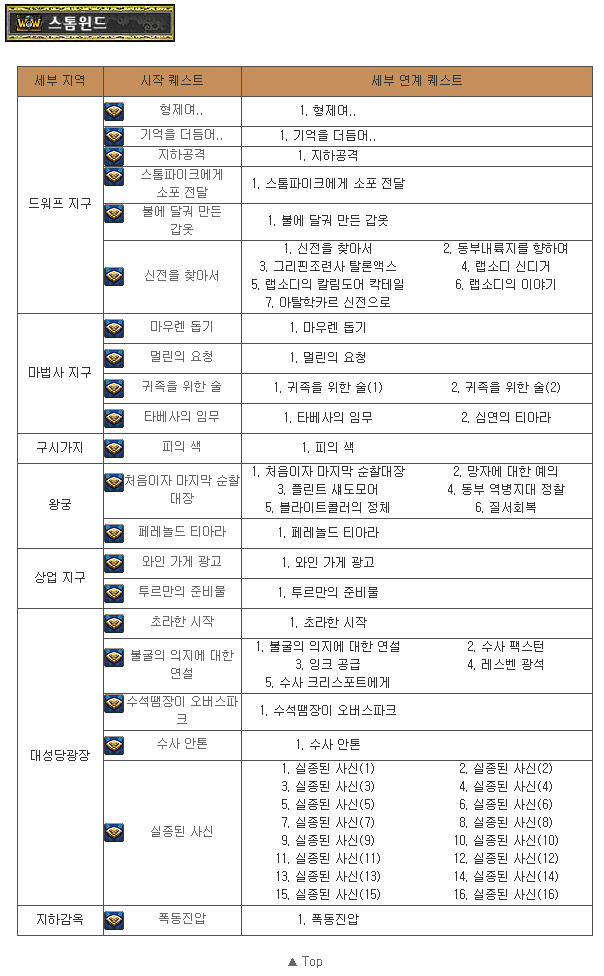 WOW 스톰윈드
세부 지역 시작 퀘스트 세부 연계 퀘스트
드워프 지구
형제여.. 1. 형제여..
기억을 더듬어.. 1. 기억을 더듬어..
지하공격 1. 지하공격
스톰파이크에게
소포 전달
1. 스톰파이크에게 소포 전달
불에 달궈 만든
갑옷
1. 불에 달궈 만든 갑옷
신전을 찾아서
1. 신전을 찾아서 2. 동부내륙지를 향하여
3. 그리핀조련사 탈론액스 4. 랩소디 신디거
5. 랩소디의 칼림도어 칵테일 6. 랩소디의 이야기
7. 아탈학카르 신전으로
마법사 지구
마우렌 돕기 1. 마우렌 돕기
멀린의 요청 1. 멀린의 요청
귀족을 위한 술 1. 귀족을 위한 술(1) 2. 귀족을 위한 술(2)
타베사의 임무 1. 타베사의 임무 2. 심연의 티아라
구시가지 피의 색 1. 피의 색
왕궁
처음이자 마지막 순찰
대장
1. 처음이자 마지막 순찰대장 2. 망자에 대한 예의
3. 플린트 섀도모어 4. 동부 역병지대 정찰
5. 블라이트콜러의 정체 6. 질서회복
페레놀드 티아라 1. 페레놀드 티아라
상업 지구
와인 가게 광고 1. 와인 가게 광고
투르만의 준비물 1. 투르만의 준비물
대성당광장
초라한 시작 1. 초라한 시작
불굴의 의지에 대한
연설
1. 불굴의 의지에 대한 연설 2. 수사 팩스턴
3. 잉크 공급 4. 레스벤 광석
5. 수사 크리스포트에게
수석땜장이 오버스파
크
1. 수석땜장이 오버스파크
수사 안톤 1. 수사 안톤
실종된 사신
1. 실종된 사신(1) 2. 실종된 사신(2)
3. 실종된 사신(3) 4. 실종된 사신(4)
5. 실종된 사신(5) 6. 실종된 사신(6)
7. 실종된 사신(7) 8. 실종된 사신(8)
9. 실종된 사신(9) 10. 실종된 사신(10)
11. 실종된 사신(11) 12. 실종된 사신(12)
13. 실종된 사신(13) 14. 실종된 사신(14)
15. 실종된 사신(15) 16. 실종된 사신(16)
지하감옥 폭동진압 1. 폭동진압
▲ Top